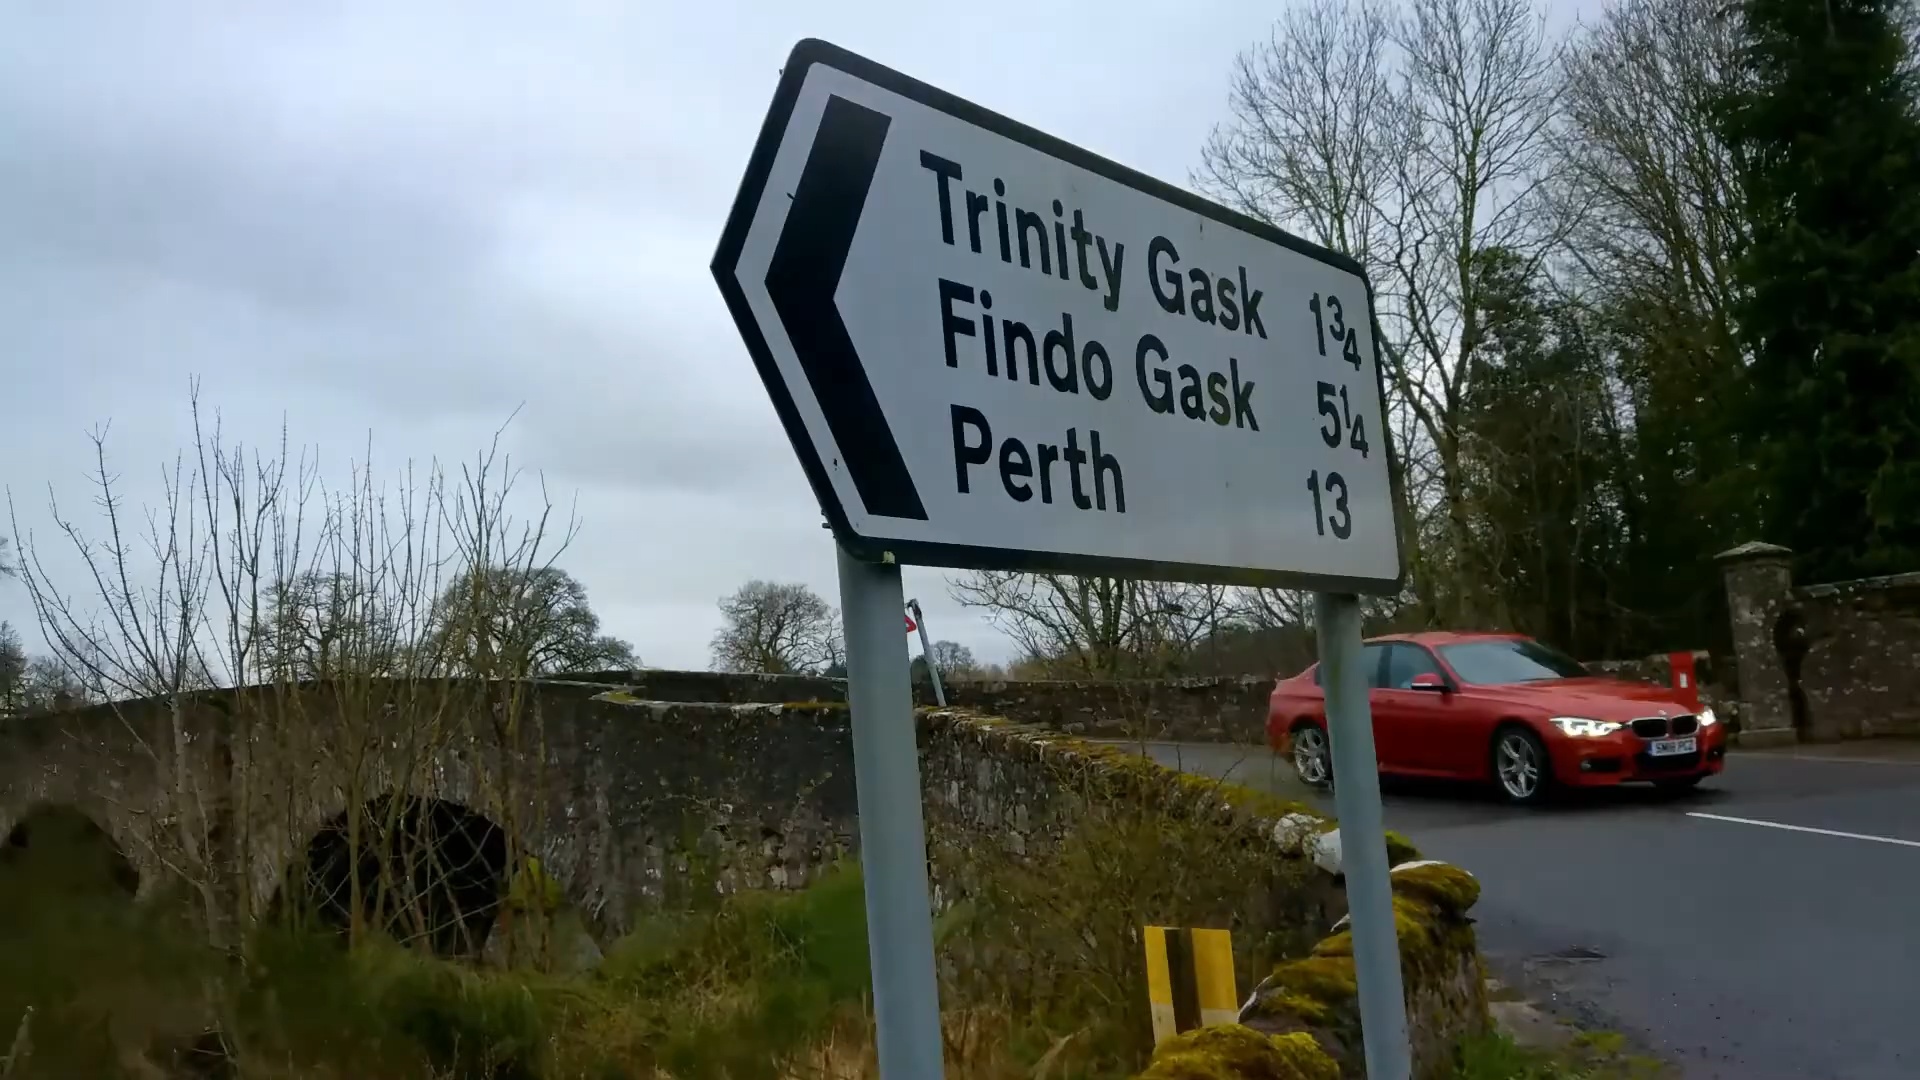 Trinity Gask 1¾
Findo Gask 5¼
Perth 13